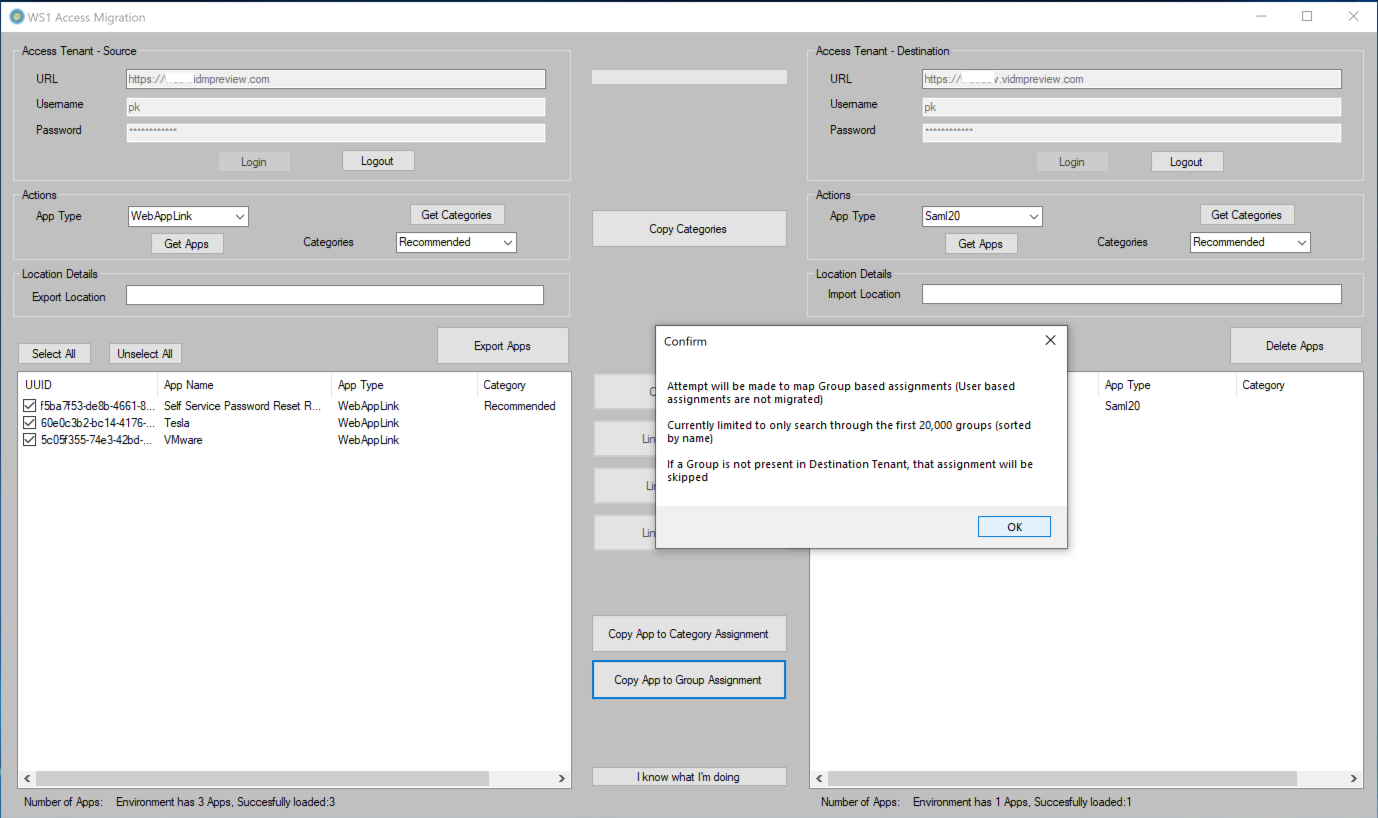 WS1 Access Migration
Access Tenant - Source
URL
https:// idmpreview.com
Username
pk
Password
************
Login
Logout
Actions
App Type
WebAppLink
Get Categories
Get Apps
Categories
Recommended
Location Details
Export Location
Select All
Unselect All
Export Apps
UUID App Name App Type Category
f5ba7f53-de8b-4661-8... Self Service Password Reset R... WebAppLink Recommended
60e0c3b2-bc14-4176-... Tesla WebAppLink
5c05f355-74e3-42bd-... VMware WebAppLink
Number of Apps: Environment has 3 Apps, Succesfully loaded:3
Copy Categories
Copy App to Category Assignment
Copy App to Group Assignment
I know what I'm doing
Access Tenant - Destination
URL
https:// .vidmpreview.com
Username
pk
Password
************
Login
Logout
Actions
App Type
Saml20
Get Categories
Get Apps
Categories
Recommended
Location Details
Import Location
Delete Apps
App Type Category
Saml20
Number of Apps: Environment has 1 Apps, Succesfully loaded:1
Confirm
Attempt will be made to map Group based assignments (User based
assignments are not migrated)
Currently limited to only search through the first 20,000 groups (sorted
by name)
If a Group is not present in Destination Tenant, that assignment will be
skipped
OK